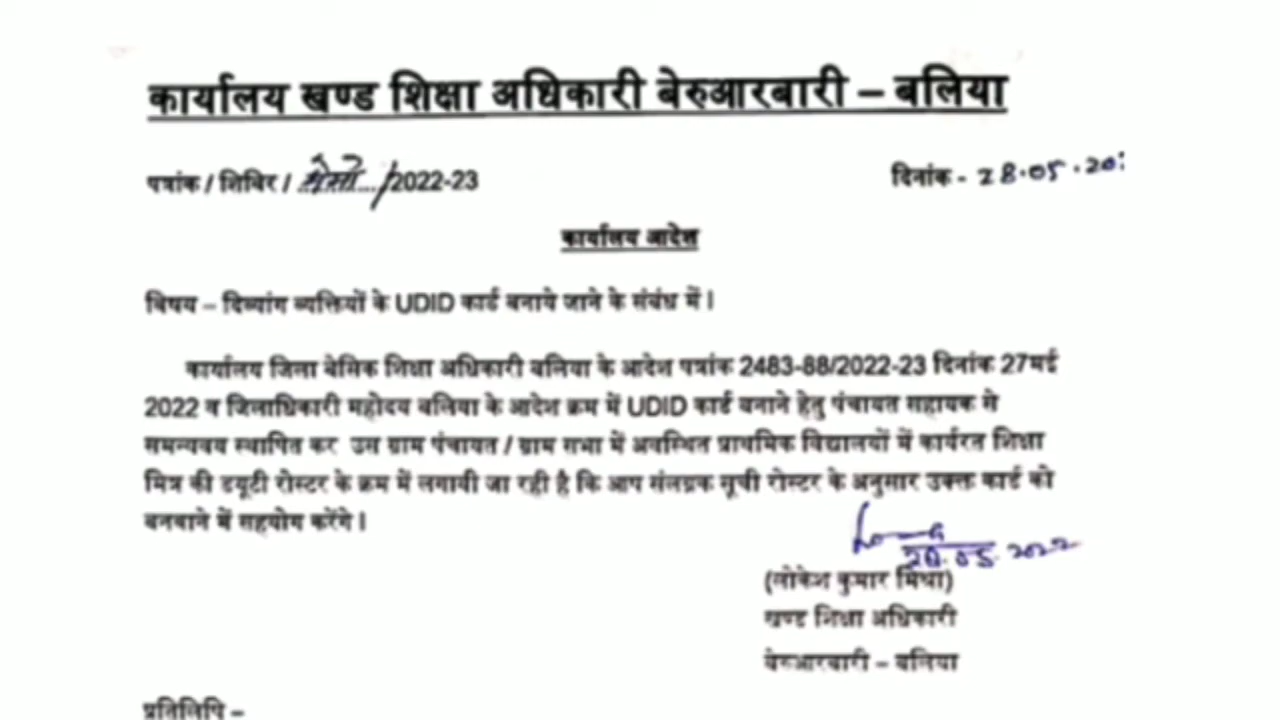 कार्यालय खण्ड शिक्षा अधिकारी बेरुआरबारी – बलिया
पत्रांक / शिविर / /2022-23 दिनांक - 28.05.20
कार्यालय आदेश
विषय – दिव्यांग व्यक्तियों के UDID कार्ड बनाये जाने के संबंध में।
कार्यालय जिला बेसिक शिक्षा अधिकारी बलिया के आदेश पत्रांक 2483-88/2022-23 दिनांक 27मई
2022 व जिलाधिकारी महोदय बलिया के आदेश क्रम में UDID कार्ड बनाने हेतु पंचायत सहायक से
समन्यवय स्थापित कर उस ग्राम पंचायत / ग्राम सभा में अवस्थित प्राथमिक विद्यालयों में कार्यरत शिक्षा
मित्र की डयूटी रोस्टर के क्रम में लगायी जा रही है कि आप संलग्नक सूची रोस्टर के अनुसार उक्त कार्ड को
बनवाने में सहयोग करेंगे।
28.05.2022
(लोकेश कुमार मिश्रा)
खण्ड शिक्षा अधिकारी
बेरुआरबारी – बलिया
प्रतिलिपि –